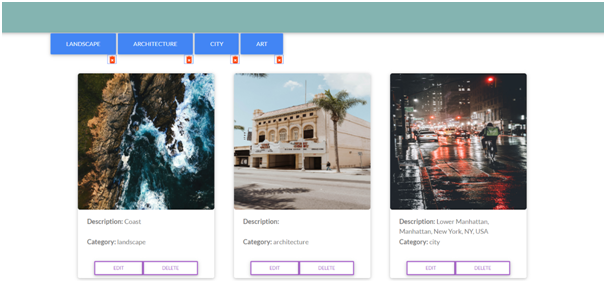 LANDSCAPE ARCHITECTURE CITY ART
Description: Coast
Category: landscape
EDIT DELETE
Description:
Category: architecture
EDIT DELETE
Description: Lower Manhattan,
Manhattan, New York, NY, USA
Category: city
EDIT DELETE